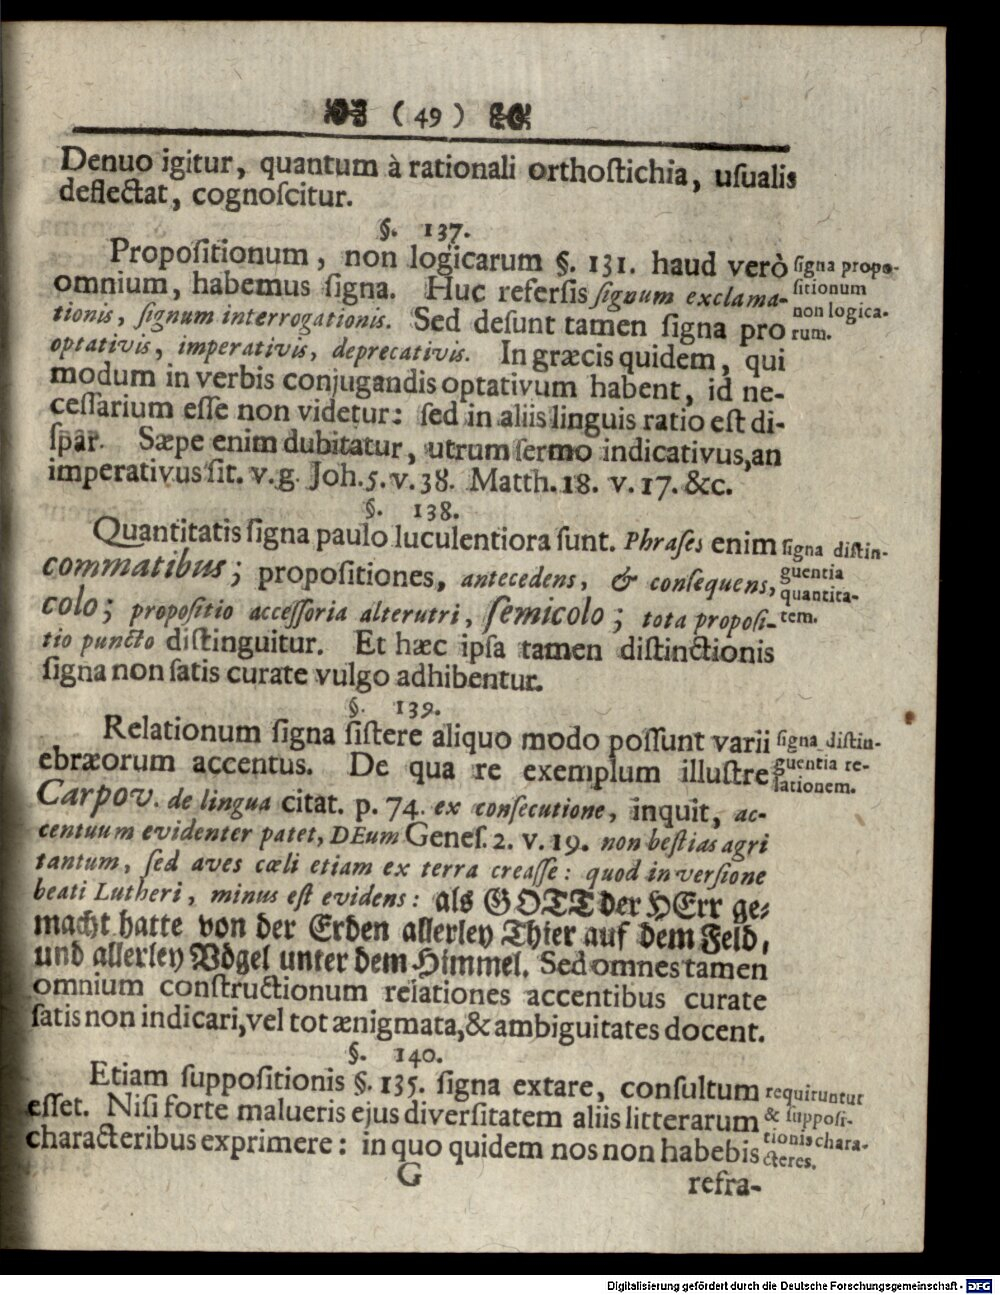 ( 49 )
Denuo igitur, quantum à rationali orthoſtichia, uſualis
deflectat, cognoſcitur.
§. 137.
Propoſitionum, non logicarum §. 131. haud verò
omnium, habemus ſigna. Huc referſis ſignum exclama-
tionis, ſignum interrogationis. Sed deſunt tamen ſigna pro
optativis, imperativis, deprecativis. In græcis quidem, qui
modum in verbis conjugandis optativum habent, id ne-
ceſſarium eſſe non videtur: ſed in aliis linguis ratio eſt di-
ſpar. Sæpe enim dubitatur, utrum ſermo indicativus, an
imperativus ſit. v. g. Joh. 5. v. 38. Matth. 18. v. 17. &c.
ſigna propo-
ſitionum
non logica-
rum.
§. 138.
Quantitatis ſigna paulo luculentiora ſunt. Phraſes enim
commatibus; propoſitiones, antecedens, & conſequens,
colo; propoſitio acceſſoria alterutri, ſemicolo; tota propoſi-
tio puncto diſtinguitur. Et hæc ipſa tamen diſtinctionis
ſigna non ſatis curate vulgo adhibentur.
ſigna diſtin-
guentia
quantita-
tem.
§. 139.
Relationum ſigna ſiſtere aliquo modo poſſunt varii
ebræorum accentus. De qua re exemplum illuſtre
Carpov. de lingua citat. p. 74. ex conſecutione, inquit, ac-
centuum evidenter patet, DEum Geneſ. 2. v. 19. non beſtias agri
tantum, ſed aves cœli etiam ex terra creaſſe: quod in verſione
beati Lutheri, minus eſt evidens: als GOTT der HErr ge-
macht hatte von der Erden allerley Thier auf dem Feld,
und allerley Vögel unter dem Himmel. Sed omnes tamen
omnium conſtructionum relationes accentibus curate
ſatis non indicari, vel tot ænigmata, & ambiguitates docent.
ſigna diſtin-
guentia re-
lationem.
§. 140.
Etiam ſuppoſitionis §. 135. ſigna extare, conſultum
eſſet. Niſi forte malueris ejus diverſitatem aliis litterarum
characteribus exprimere: in quo quidem nos non habebis
requiruntur
& ſuppoſi-
tionis chara-
cteres.
G
refra-
Digitalisierung gefördert durch die Deutsche Forschungsgemeinschaft - DFG